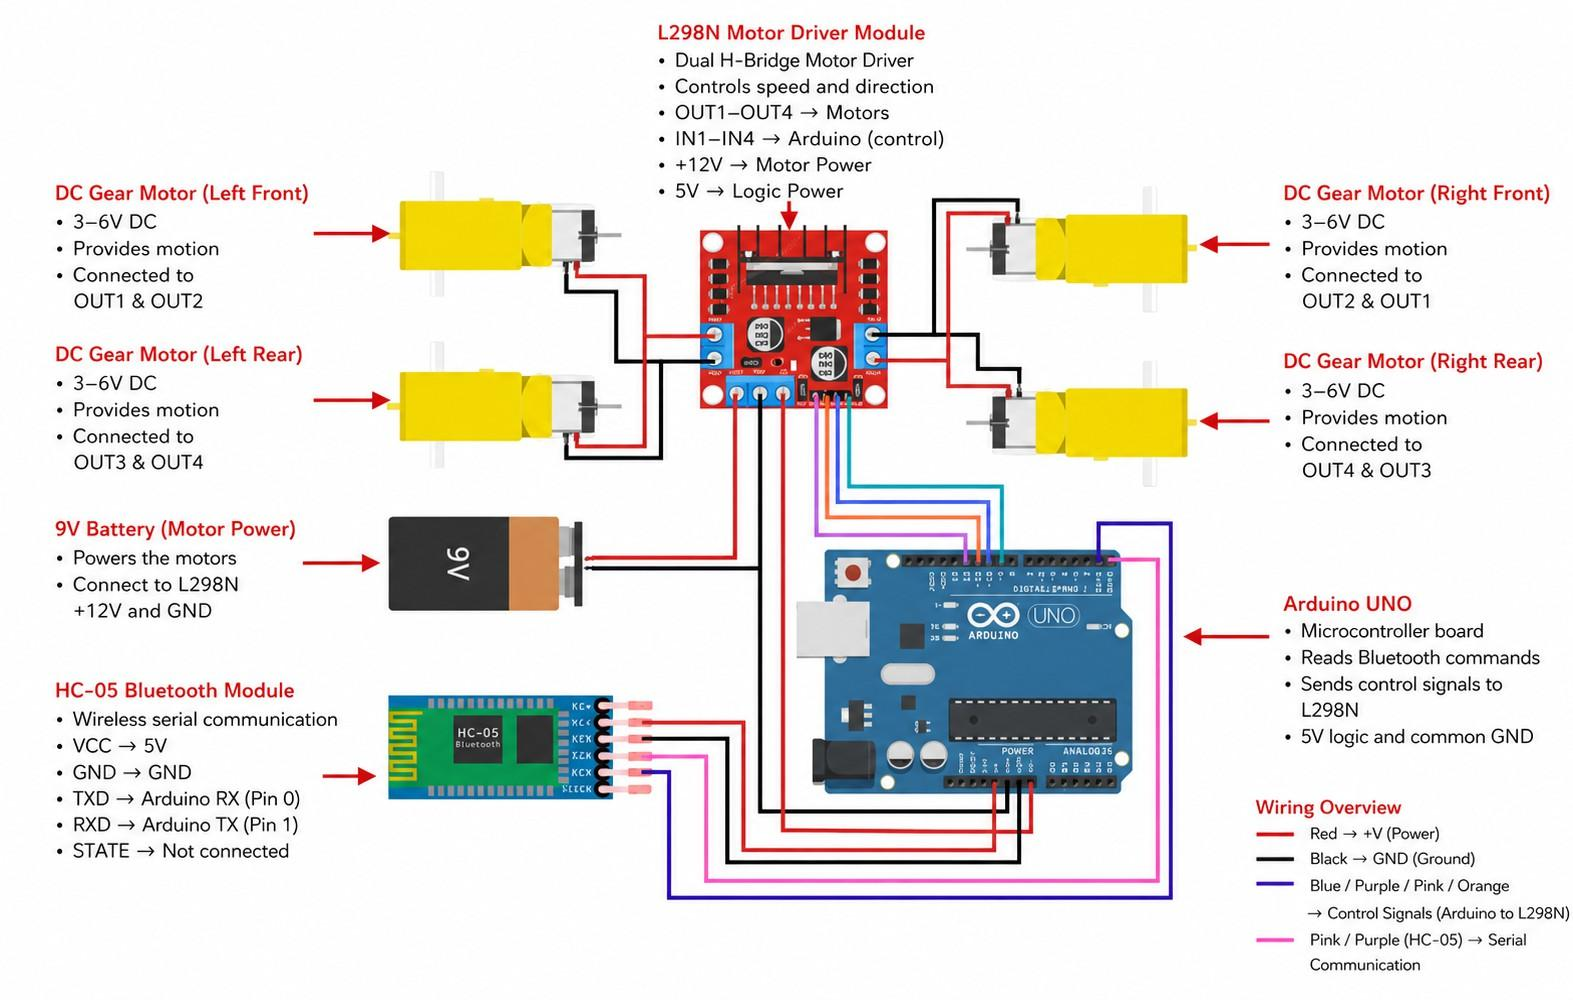 L298N Motor Driver Module
• Dual H-Bridge Motor Driver
• Controls speed and direction
• OUT1–OUT4 → Motors
• IN1–IN4 → Arduino (control)
• +12V → Motor Power
• 5V → Logic Power
DC Gear Motor (Left Front)
• 3–6V DC
• Provides motion
• Connected to
OUT1 & OUT2
DC Gear Motor (Right Front)
• 3–6V DC
• Provides motion
• Connected to
OUT2 & OUT1
DC Gear Motor (Left Rear)
• 3–6V DC
• Provides motion
• Connected to
OUT3 & OUT4
DC Gear Motor (Right Rear)
• 3–6V DC
• Provides motion
• Connected to
OUT4 & OUT3
9V Battery (Motor Power)
• Powers the motors
• Connect to L298N
+12V and GND
9V
ARDUINO
UNO
POWER
Arduino UNO
• Microcontroller board
• Reads Bluetooth commands
• Sends control signals to
L298N
• 5V logic and common GND
HC-05 Bluetooth Module
• Wireless serial communication
• VCC → 5V
• GND → GND
• TXD → Arduino RX (Pin 0)
• RXD → Arduino TX (Pin 1)
• STATE → Not connected
HC-05
Bluetooth
Wiring Overview
Red → +V (Power)
Black → GND (Ground)
Blue / Purple / Pink / Orange
→ Control Signals (Arduino to L298N)
Pink / Purple (HC-05) → Serial
Communication